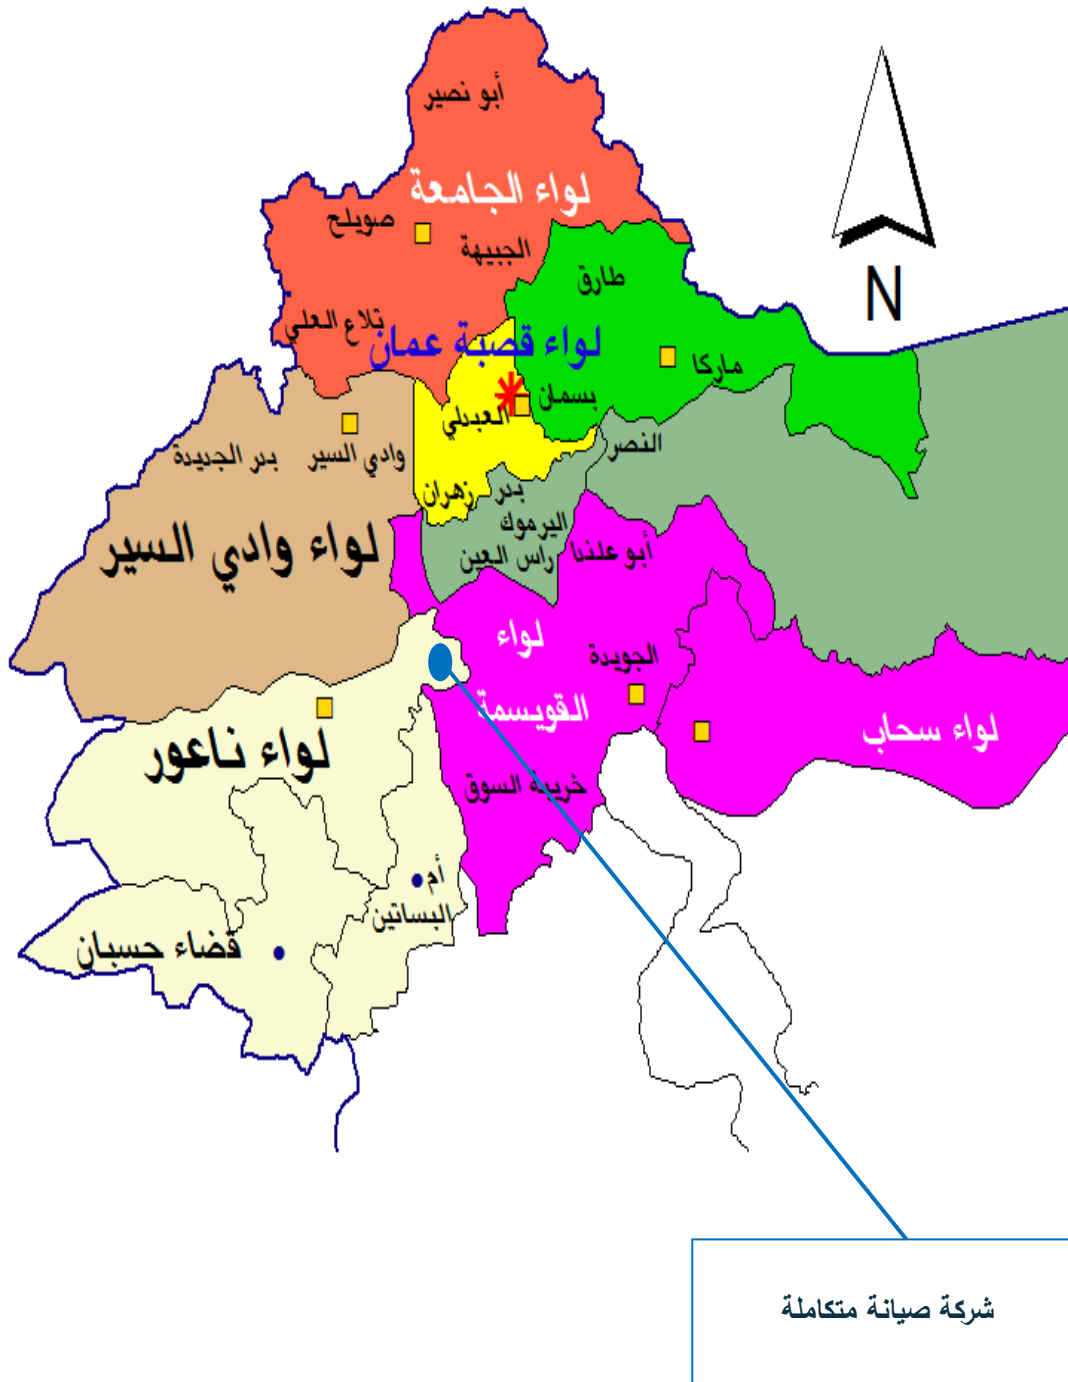 أبو نصير
لواء الجامعة
صويلح
الجبيهة
طارق
تلاع العلي
لواء قصبة عمان
ماركا
بسمان
العبدلي
النصر
وادي السير
بدر الجديدة
زهران
بدر
اليرموك
راس العين
أبو علندا
لواء وادي السير
لواء
القويسمة
الجويدة
لواء سحاب
لواء ناعور
خريبة السوق
أم
البساتين
قضاء حسبان
N
شركة صيانة متكاملة